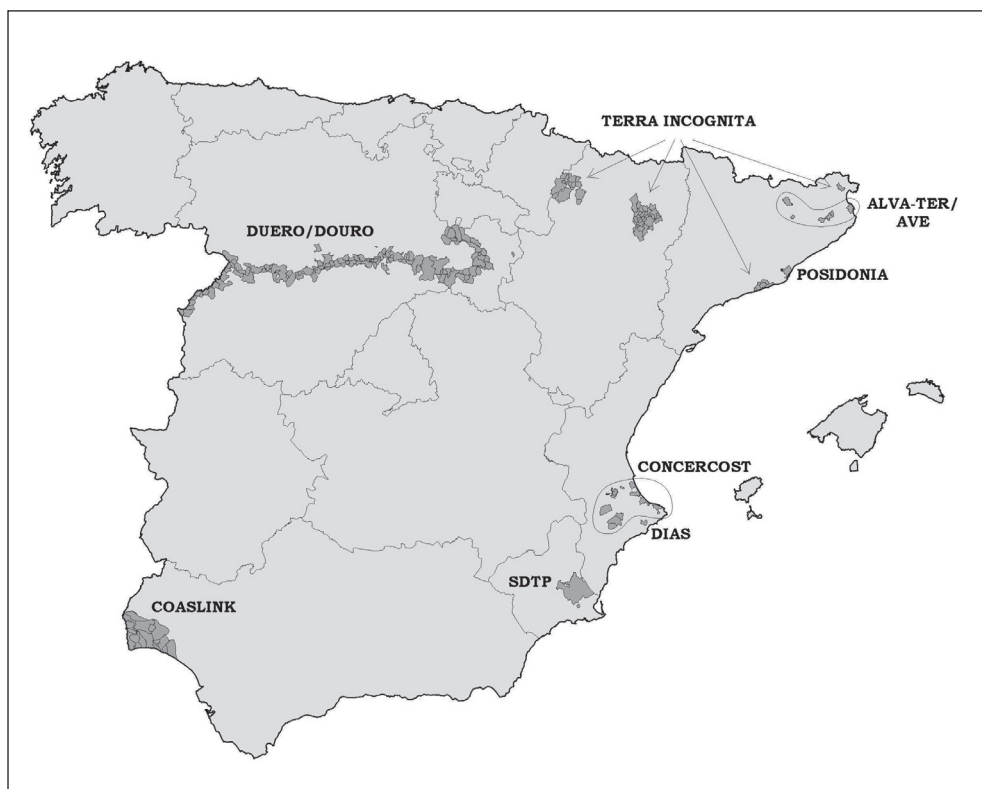 TERRA INCOGNITA
ALVA-TER/
AVE
DUERO/DOURO
POSIDONIA
CONCERCOST
DIAS
SDTP
COASLINK